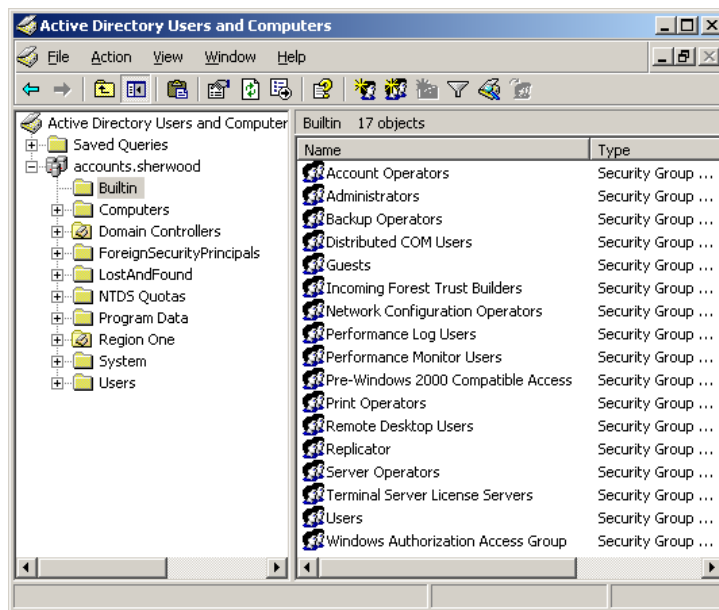 Active Directory Users and Computers
File Action View Window Help
Active Directory Users and Computer
Saved Queries
accounts.sherwood
Builtin
Computers
Domain Controllers
ForeignSecurityPrincipals
LostAndFound
NTDS Quotas
Program Data
Region One
System
Users
Builtin 17 objects
Name Type
Account Operators Security Group ...
Administrators Security Group ...
Backup Operators Security Group ...
Distributed COM Users Security Group ...
Guests Security Group ...
Incoming Forest Trust Builders Security Group ...
Network Configuration Operators Security Group ...
Performance Log Users Security Group ...
Performance Monitor Users Security Group ...
Pre-Windows 2000 Compatible Access Security Group ...
Print Operators Security Group ...
Remote Desktop Users Security Group ...
Replicator Security Group ...
Server Operators Security Group ...
Terminal Server License Servers Security Group ...
Users Security Group ...
Windows Authorization Access Group Security Group ...